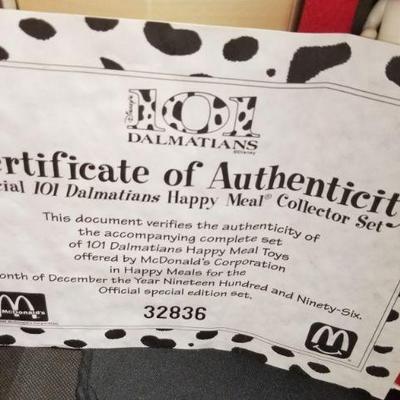 Disney's
101
DALMATIANS
©Disney
ertificate of Authenticit
cial 101 Dalmatians Happy Meal® Collector Set
This document verifies the authenticity of
the accompanying complete set
of 101 Dalmatians Happy Meal Toys
offered by McDonald's Corporation
in Happy Meals for the
onth of December the Year Nineteen Hundred and Ninety-Six.
Official special edition set.
McDonald's
32836